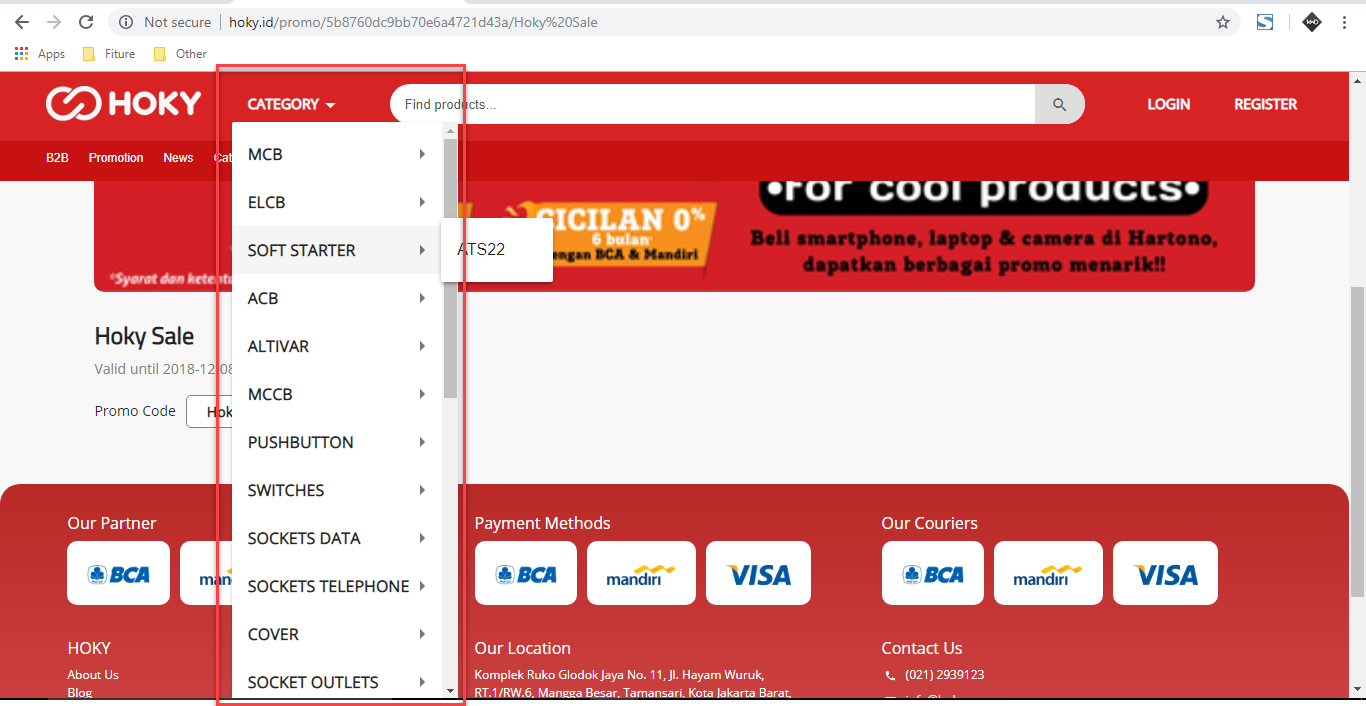 Not secure | hoky.id/promo/5b8760dc9bb70e6a4721d43a/Hoky%20Sale
Apps Fiture Other
HOKY CATEGORY Find products... LOGIN REGISTER
B2B Promotion News Cat
MCB
ELCB
SOFT STARTER
ATS22
ACB
ALTIVAR
MCCB
PUSHBUTTON
SWITCHES
SOCKETS DATA
SOCKETS TELEPHONE
COVER
SOCKET OUTLETS
•For cool products•
CICILAN 0%
6 bulan
engan BCA & Mandiri
Beli smartphone, laptop & camera di Hartono,
dapatkan berbagai promo menarik!!
*Syarat dan ketentu
Hoky Sale
Valid until 2018-12-08
Promo Code Hok
Our Partner
BCA man
Payment Methods
BCA mandiri VISA
Our Couriers
BCA mandiri VISA
HOKY
About Us
Blog
Our Location
Komplek Ruko Glodok Jaya No. 11, Jl. Hayam Wuruk,
RT.1/RW.6, Mangga Besar, Tamansari, Kota Jakarta Barat,
Contact Us
(021) 2939123